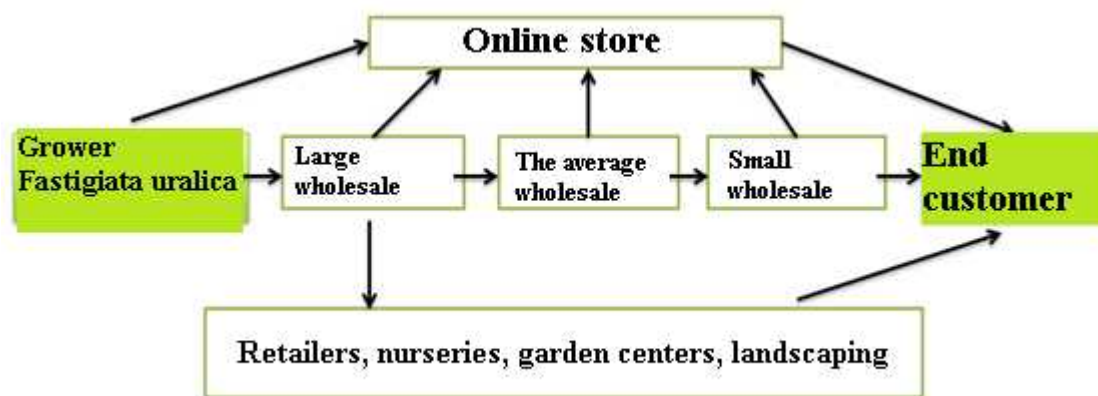 Online store
Grower
Fastigiata uralica
Large
wholesale
The average
wholesale
Small
wholesale
End
customer
Retailers, nurseries, garden centers, landscaping